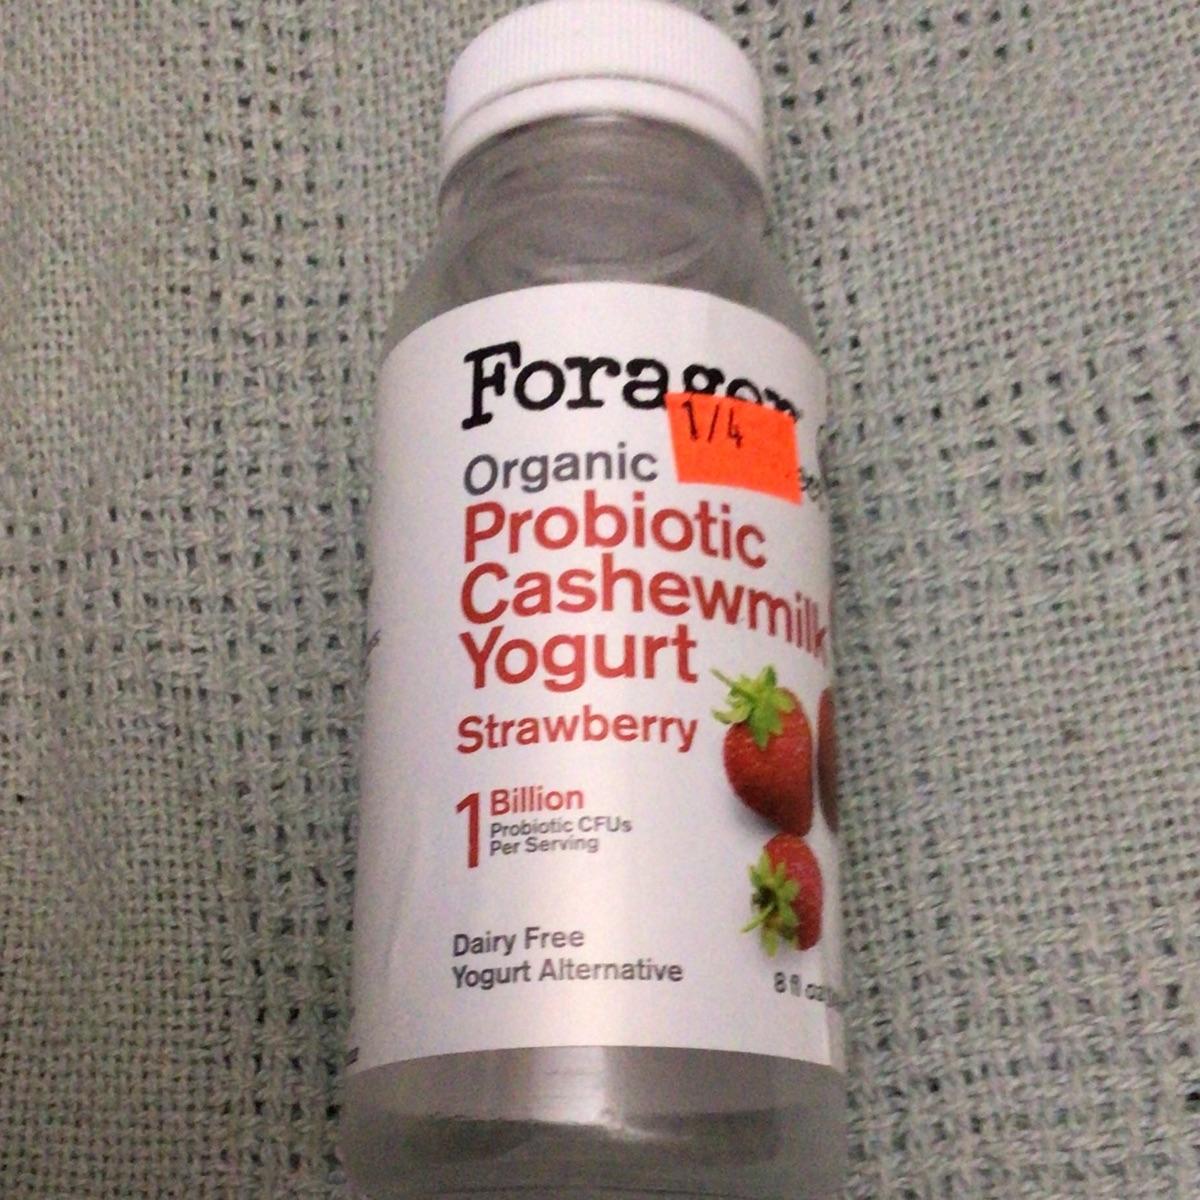 Forager
1/4
Organic
Probiotic
Cashewmilk
Yogurt
Strawberry
1 Billion
Probiotic CFUs
Per Serving
Dairy Free
Yogurt Alternative
8 fl oz